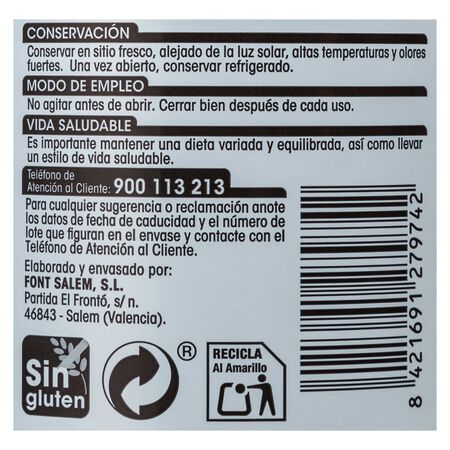 CONSERVACIÓN
Conservar en sitio fresco, alejado de la luz solar, altas temperaturas y olores
fuertes. Una vez abierto, conservar refrigerado.
MODO DE EMPLEO
No agitar antes de abrir. Cerrar bien después de cada uso.
VIDA SALUDABLE
Es importante mantener una dieta variada y equilibrada, así como llevar
un estilo de vida saludable.
Teléfono de
Atención al Cliente: 900 113 213
Para cualquier sugerencia o reclamación anote
los datos de fecha de caducidad y el número de
lote que figuran en el envase y contacte con el
Teléfono de Atención al Cliente.
Elaborado y envasado por:
FONT SALEM, S.L.
Partida El Frontó, s/ n.
46843 - Salem (Valencia).
Sin
gluten
®
RECICLA
Al Amarillo
8 421691 279742